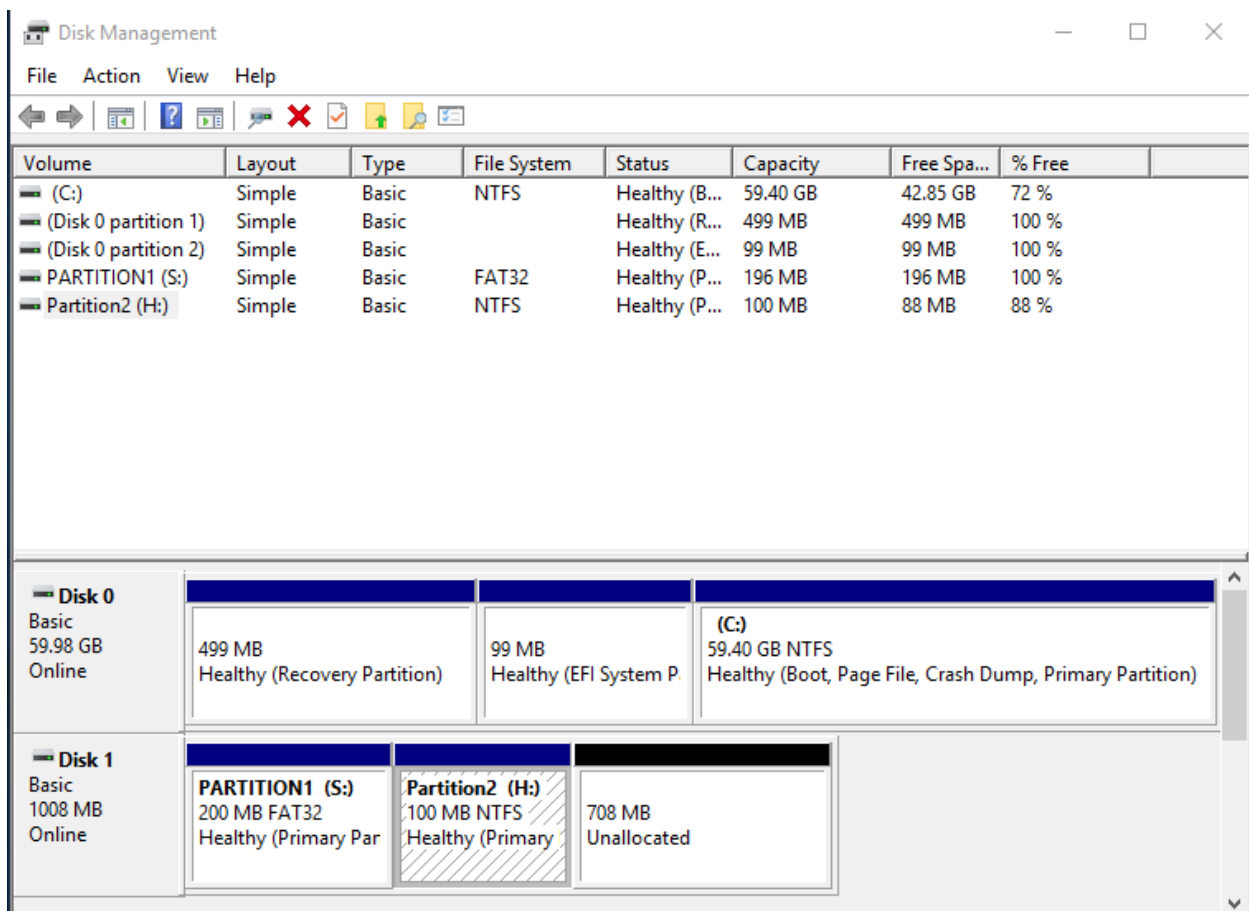 Disk Management
File Action View Help
Volume Layout Type File System Status Capacity Free Spa... % Free
(C:) Simple Basic NTFS Healthy (B... 59.40 GB 42.85 GB 72 %
(Disk 0 partition 1) Simple Basic Healthy (R... 499 MB 499 MB 100 %
(Disk 0 partition 2) Simple Basic Healthy (E... 99 MB 99 MB 100 %
PARTITION1 (S:) Simple Basic FAT32 Healthy (P... 196 MB 196 MB 100 %
Partition2 (H:) Simple Basic NTFS Healthy (P... 100 MB 88 MB 88 %
Disk 0
Basic
59.98 GB
Online
499 MB
Healthy (Recovery Partition)
99 MB
Healthy (EFI System P
(C:)
59.40 GB NTFS
Healthy (Boot, Page File, Crash Dump, Primary Partition)
Disk 1
Basic
1008 MB
Online
PARTITION1 (S:)
200 MB FAT32
Healthy (Primary Par
Partition2 (H:)
100 MB NTFS
Healthy (Primary
708 MB
Unallocated